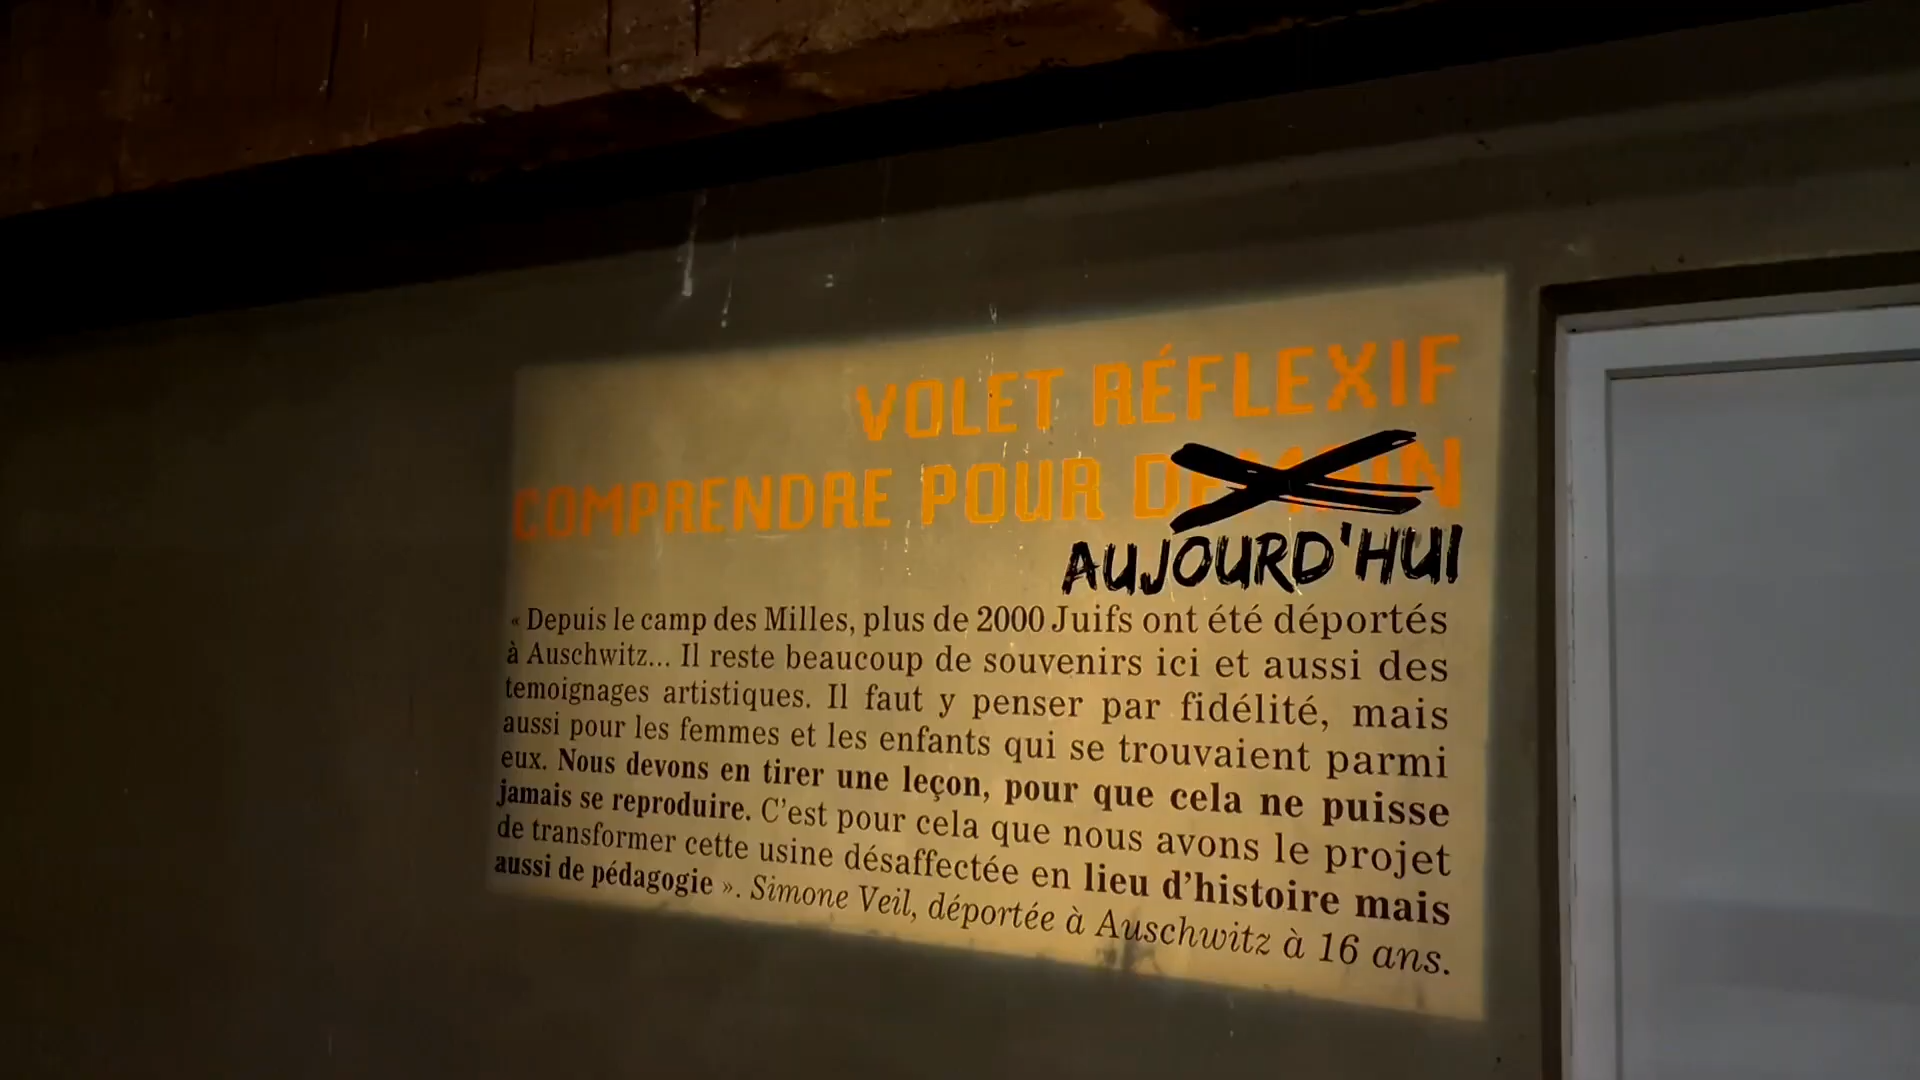 VOLET RÉFLEXIF
COMPRENDRE POUR DEMAIN
AUJOURD'HUI
« Depuis le camp des Milles, plus de 2000 Juifs ont été déportés
à Auschwitz... Il reste beaucoup de souvenirs ici et aussi des
temoignages artistiques. Il faut y penser par fidélité, mais
aussi pour les femmes et les enfants qui se trouvaient parmi
eux. Nous devons en tirer une leçon, pour que cela ne puisse
jamais se reproduire. C'est pour cela que nous avons le projet
de transformer cette usine désaffectée en lieu d'histoire mais
aussi de pédagogie ». Simone Veil, déportée à Auschwitz à 16 ans.